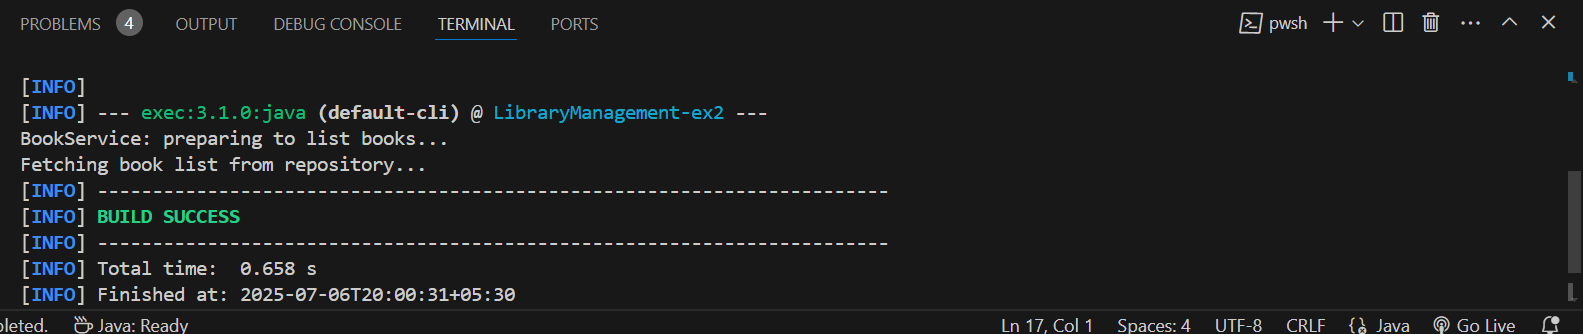 PROBLEMS 4 OUTPUT DEBUG CONSOLE TERMINAL PORTS pwsh
[INFO]
[INFO] --- exec:3.1.0:java (default-cli) @ LibraryManagement-ex2 ---
BookService: preparing to list books...
Fetching book list from repository...
[INFO] ------------------------------------------------------------------------
[INFO] BUILD SUCCESS
[INFO] ------------------------------------------------------------------------
[INFO] Total time:  0.658 s
[INFO] Finished at: 2025-07-06T20:00:31+05:30
Java: Ready Ln 17, Col 1 Spaces: 4 UTF-8 CRLF Java Go Live